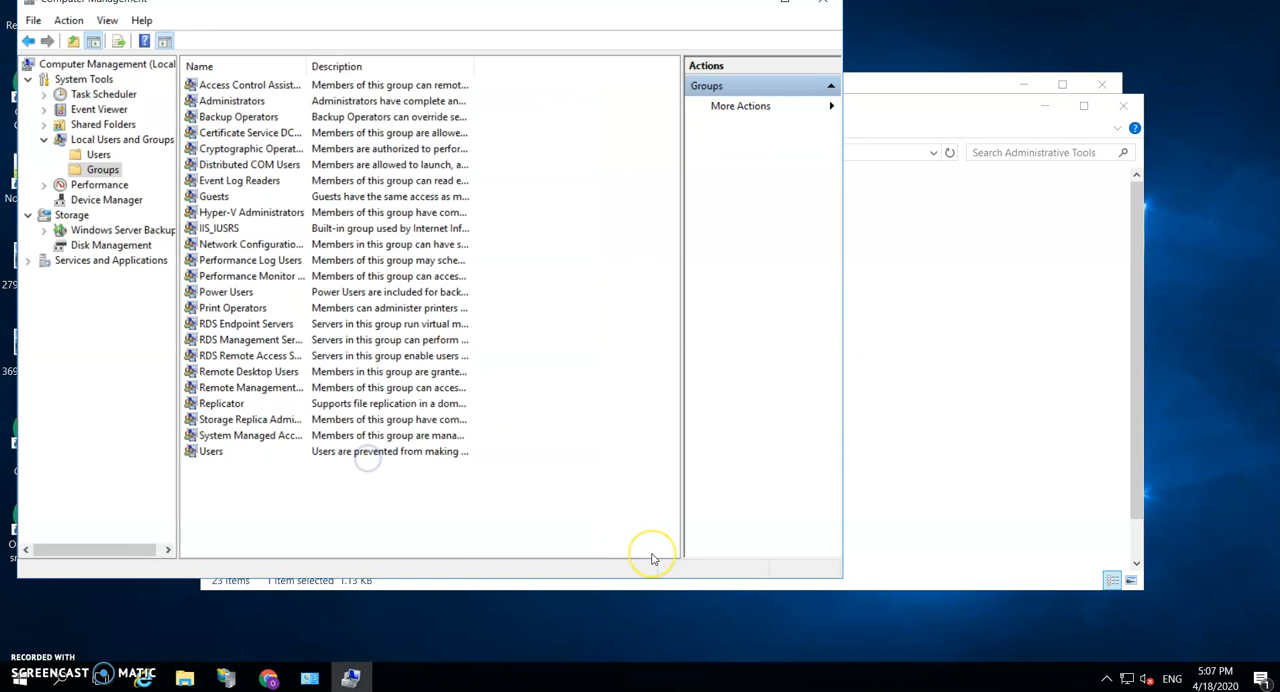 Computer Management
File Action View Help
Computer Management (Local
System Tools
Task Scheduler
Event Viewer
Shared Folders
Local Users and Groups
Users
Groups
Performance
Device Manager
Storage
Windows Server Backup
Disk Management
Services and Applications
Name Description
Access Control Assist... Members of this group can remot...
Administrators Administrators have complete an...
Backup Operators Backup Operators can override se...
Certificate Service DC... Members of this group are allowe...
Cryptographic Operat... Members are authorized to perfor...
Distributed COM Users Members are allowed to launch, a...
Event Log Readers Members of this group can read e...
Guests Guests have the same access as m...
Hyper-V Administrators Members of this group have com...
IIS_IUSRS Built-in group used by Internet Inf...
Network Configuratio... Members in this group can have s...
Performance Log Users Members of this group may sche...
Performance Monitor ... Members of this group can acces...
Power Users Power Users are included for back...
Print Operators Members can administer printers ...
RDS Endpoint Servers Servers in this group run virtual m...
RDS Management Ser... Servers in this group can perform ...
RDS Remote Access S... Servers in this group enable users ...
Remote Desktop Users Members in this group are grante...
Remote Management... Members of this group can acces...
Replicator Supports file replication in a dom...
Storage Replica Admi... Members of this group have com...
System Managed Acc... Members of this group are mana...
Users Users are prevented from making ...
Actions
Groups
More Actions
Search Administrative Tools
Re
No
279
369
23 items 1 item selected 1.13 KB
RECORDED WITH
SCREENCAST MATIC
ENG
5:07 PM
4/18/2020
1